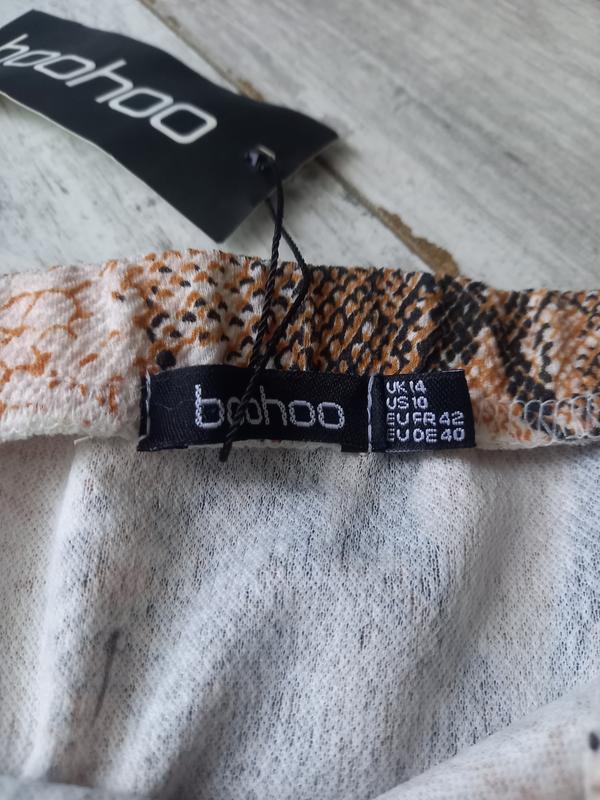 boohoo
boohoo
UK 14
US 10
EU FR 42
EU DE 40